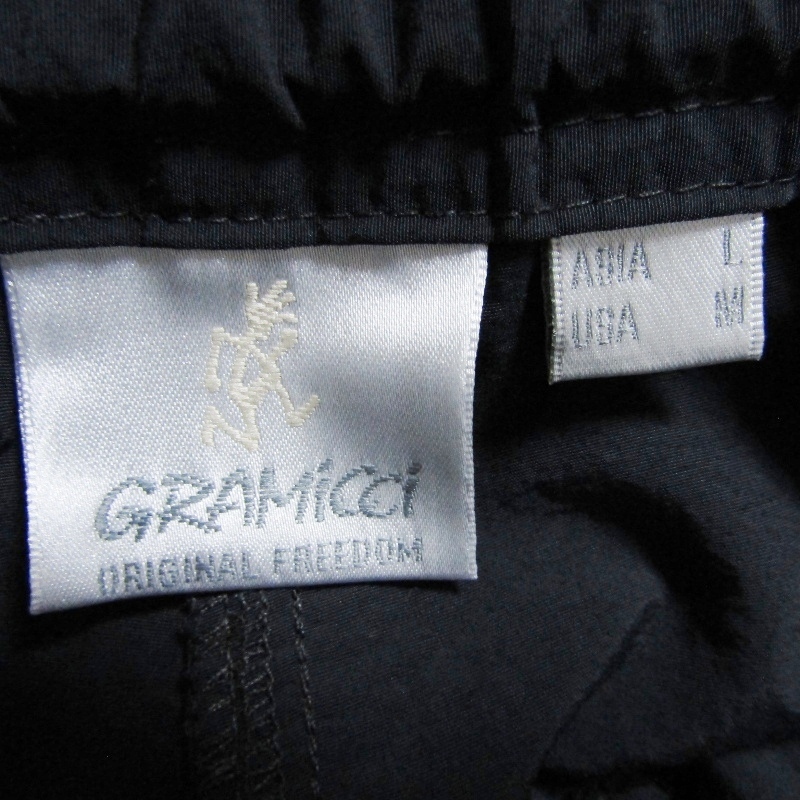 GRAMiCCi
ORIGINAL FREEDOM
ASIA L
USA M